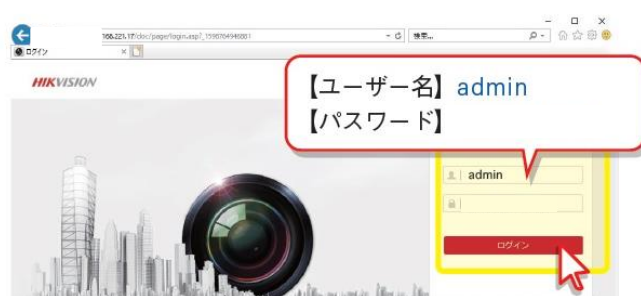 168.221.17/doc/page/login.asp?_1598764946881
検索...
ログイン
HIKVISION
【ユーザー名】admin
【パスワード】
admin
ログイン